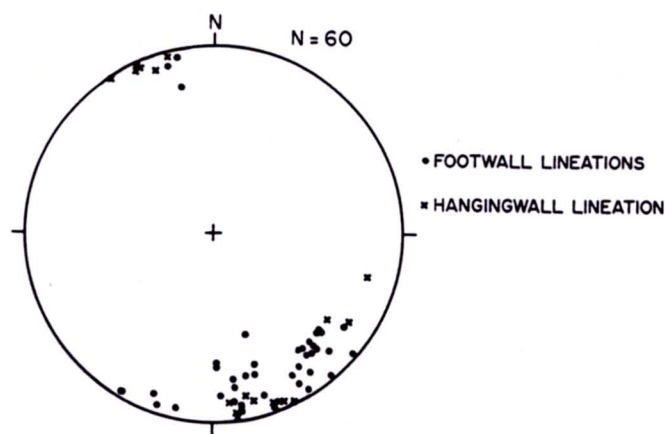 N
N = 60
• FOOTWALL LINEATIONS
× HANGINGWALL LINEATION